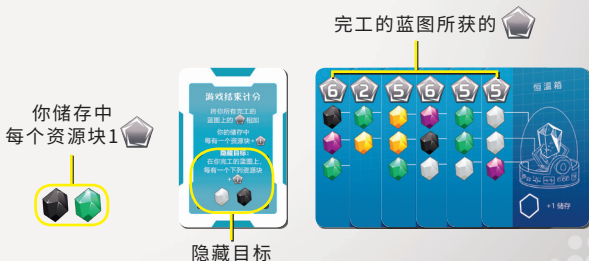 完工的蓝图所获的
你储存中
每个资源块1
游戏结束计分
将你所有完工的
蓝图上的 相加
你的储存中
每有一个资源块+
隐藏目标：
在你完工的蓝图上，
每有一个下列资源块
+
6 2 5 6 5 5
恒温箱
+1 储存
隐藏目标